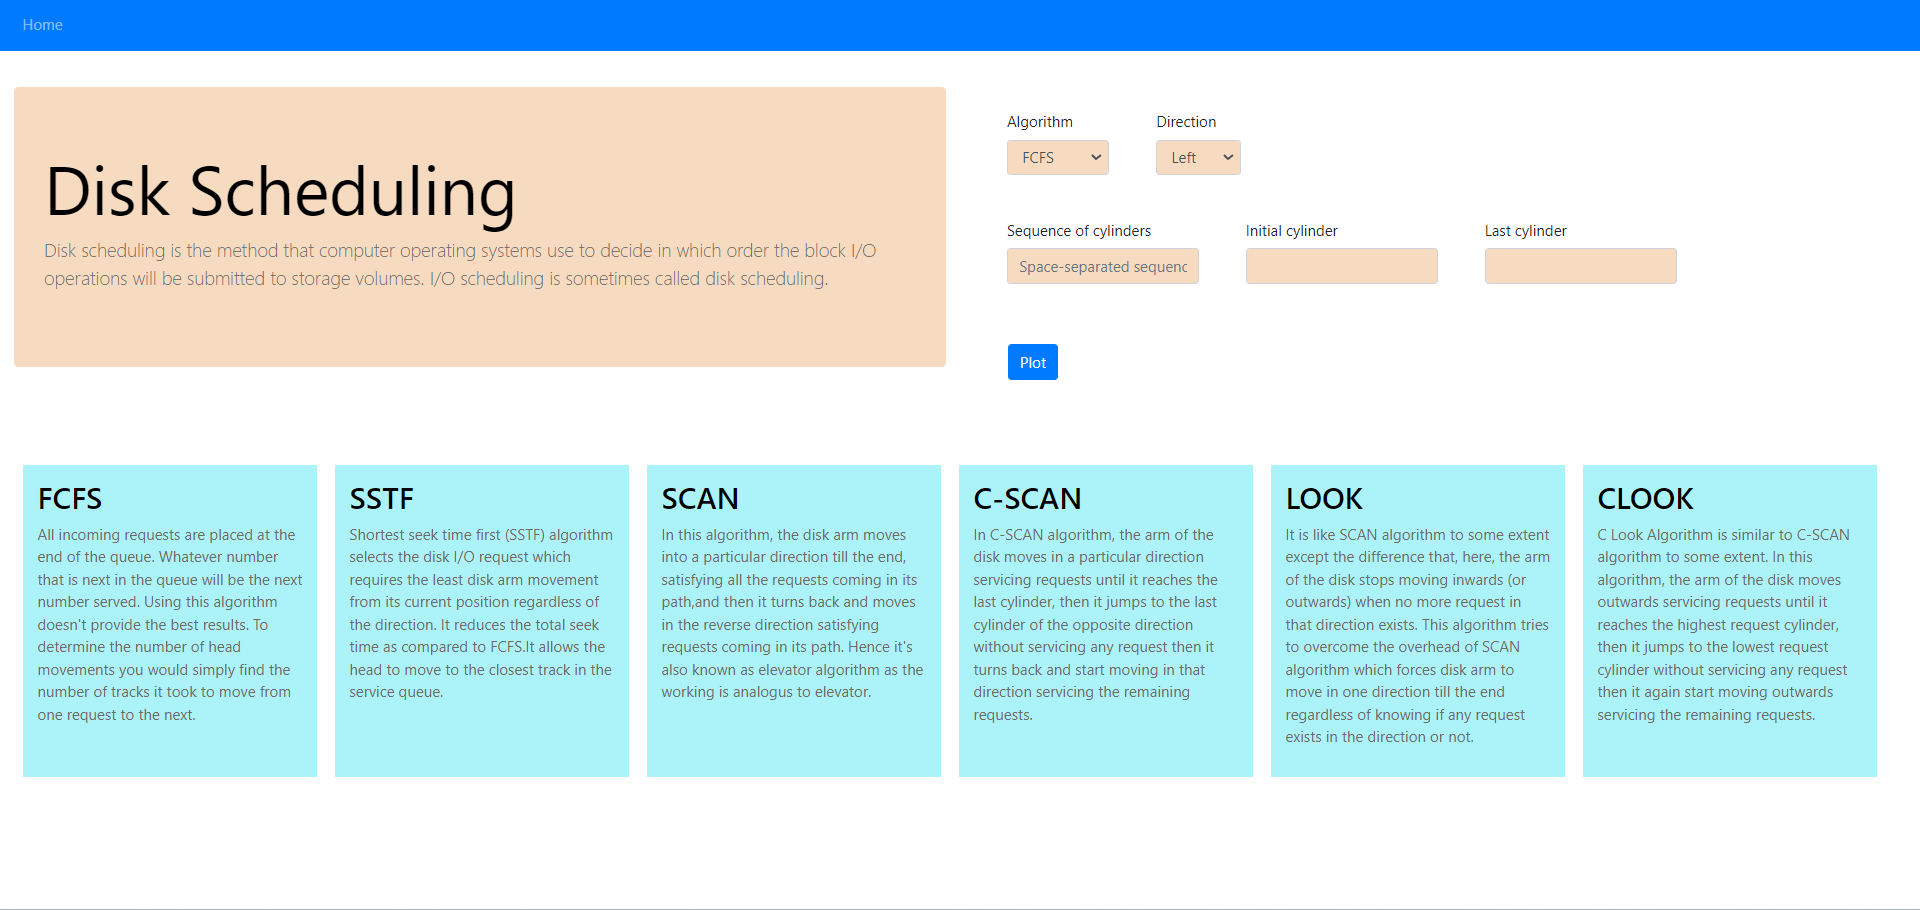 Home
Disk Scheduling
Disk scheduling is the method that computer operating systems use to decide in which order the block I/O
operations will be submitted to storage volumes. I/O scheduling is sometimes called disk scheduling.
Algorithm
Direction
FCFS
Left
Sequence of cylinders
Initial cylinder
Last cylinder
Space-separated sequenc
Plot
FCFS
All incoming requests are placed at the
end of the queue. Whatever number
that is next in the queue will be the next
number served. Using this algorithm
doesn't provide the best results. To
determine the number of head
movements you would simply find the
number of tracks it took to move from
one request to the next.
SSTF
Shortest seek time first (SSTF) algorithm
selects the disk I/O request which
requires the least disk arm movement
from its current position regardless of
the direction. It reduces the total seek
time as compared to FCFS.It allows the
head to move to the closest track in the
service queue.
SCAN
In this algorithm, the disk arm moves
into a particular direction till the end,
satisfying all the requests coming in its
path,and then it turns back and moves
in the reverse direction satisfying
requests coming in its path. Hence it's
also known as elevator algorithm as the
working is analogus to elevator.
C-SCAN
In C-SCAN algorithm, the arm of the
disk moves in a particular direction
servicing requests until it reaches the
last cylinder, then it jumps to the last
cylinder of the opposite direction
without servicing any request then it
turns back and start moving in that
direction servicing the remaining
requests.
LOOK
It is like SCAN algorithm to some extent
except the difference that, here, the arm
of the disk stops moving inwards (or
outwards) when no more request in
that direction exists. This algorithm tries
to overcome the overhead of SCAN
algorithm which forces disk arm to
move in one direction till the end
regardless of knowing if any request
exists in the direction or not.
CLOOK
C Look Algorithm is similar to C-SCAN
algorithm to some extent. In this
algorithm, the arm of the disk moves
outwards servicing requests until it
reaches the highest request cylinder,
then it jumps to the lowest request
cylinder without servicing any request
then it again start moving outwards
servicing the remaining requests.